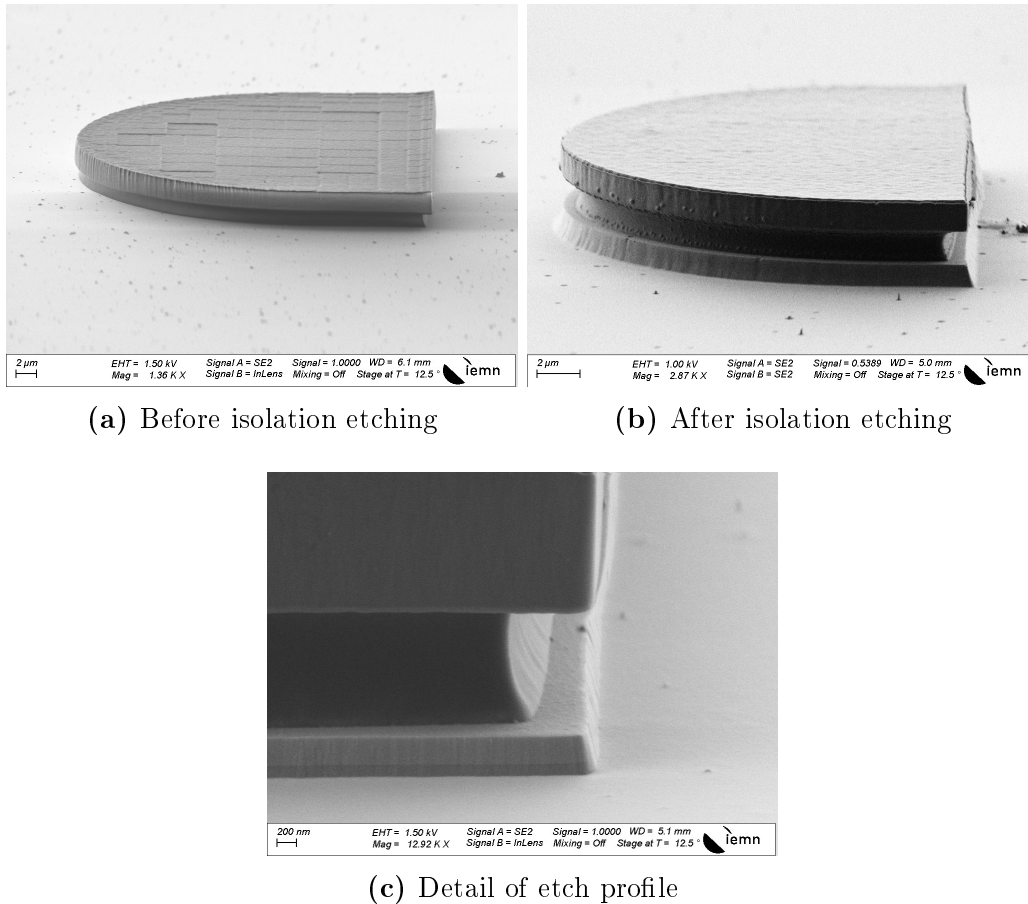 2 µm EHT = 1.50 kV Signal A = SE2 Signal = 1.0000 WD = 6.1 mm
Mag = 1.36 K X Signal B = InLens Mixing = Off Stage at T = 12.5 ° iemn
2 µm EHT = 1.00 kV Signal A = SE2 Signal = 0.5389 WD = 5.0 mm
Mag = 2.87 K X Signal B = SE2 Mixing = Off Stage at T = 12.5 ° iemn
(a) Before isolation etching
(b) After isolation etching
200 nm EHT = 1.50 kV Signal A = SE2 Signal = 1.0000 WD = 5.1 mm
Mag = 12.92 K X Signal B = InLens Mixing = Off Stage at T = 12.5 ° iemn
(c) Detail of etch profile